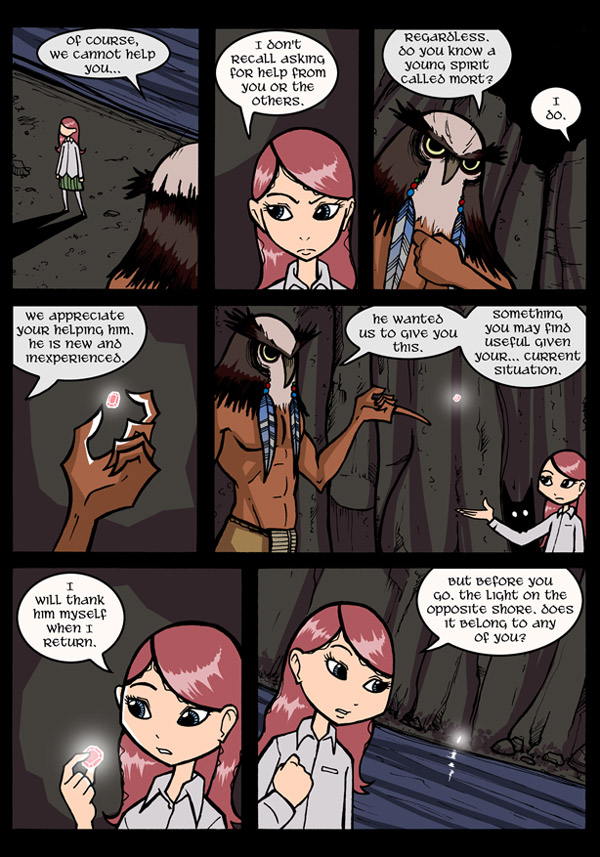 Of course,
we cannot help
you...
I don't
recall asking
for help from
you or the
others.
Regardless.
Do you know a
young spirit
called Mort?
I
do.
We appreciate
your helping him.
He is new and
inexperienced.
He wanted
us to give you
this.
Something
you may find
useful given
your... current
situation.
I
will thank
him myself
when I
return.
But before you
go. The light on the
opposite shore. Does
it belong to any
of you?